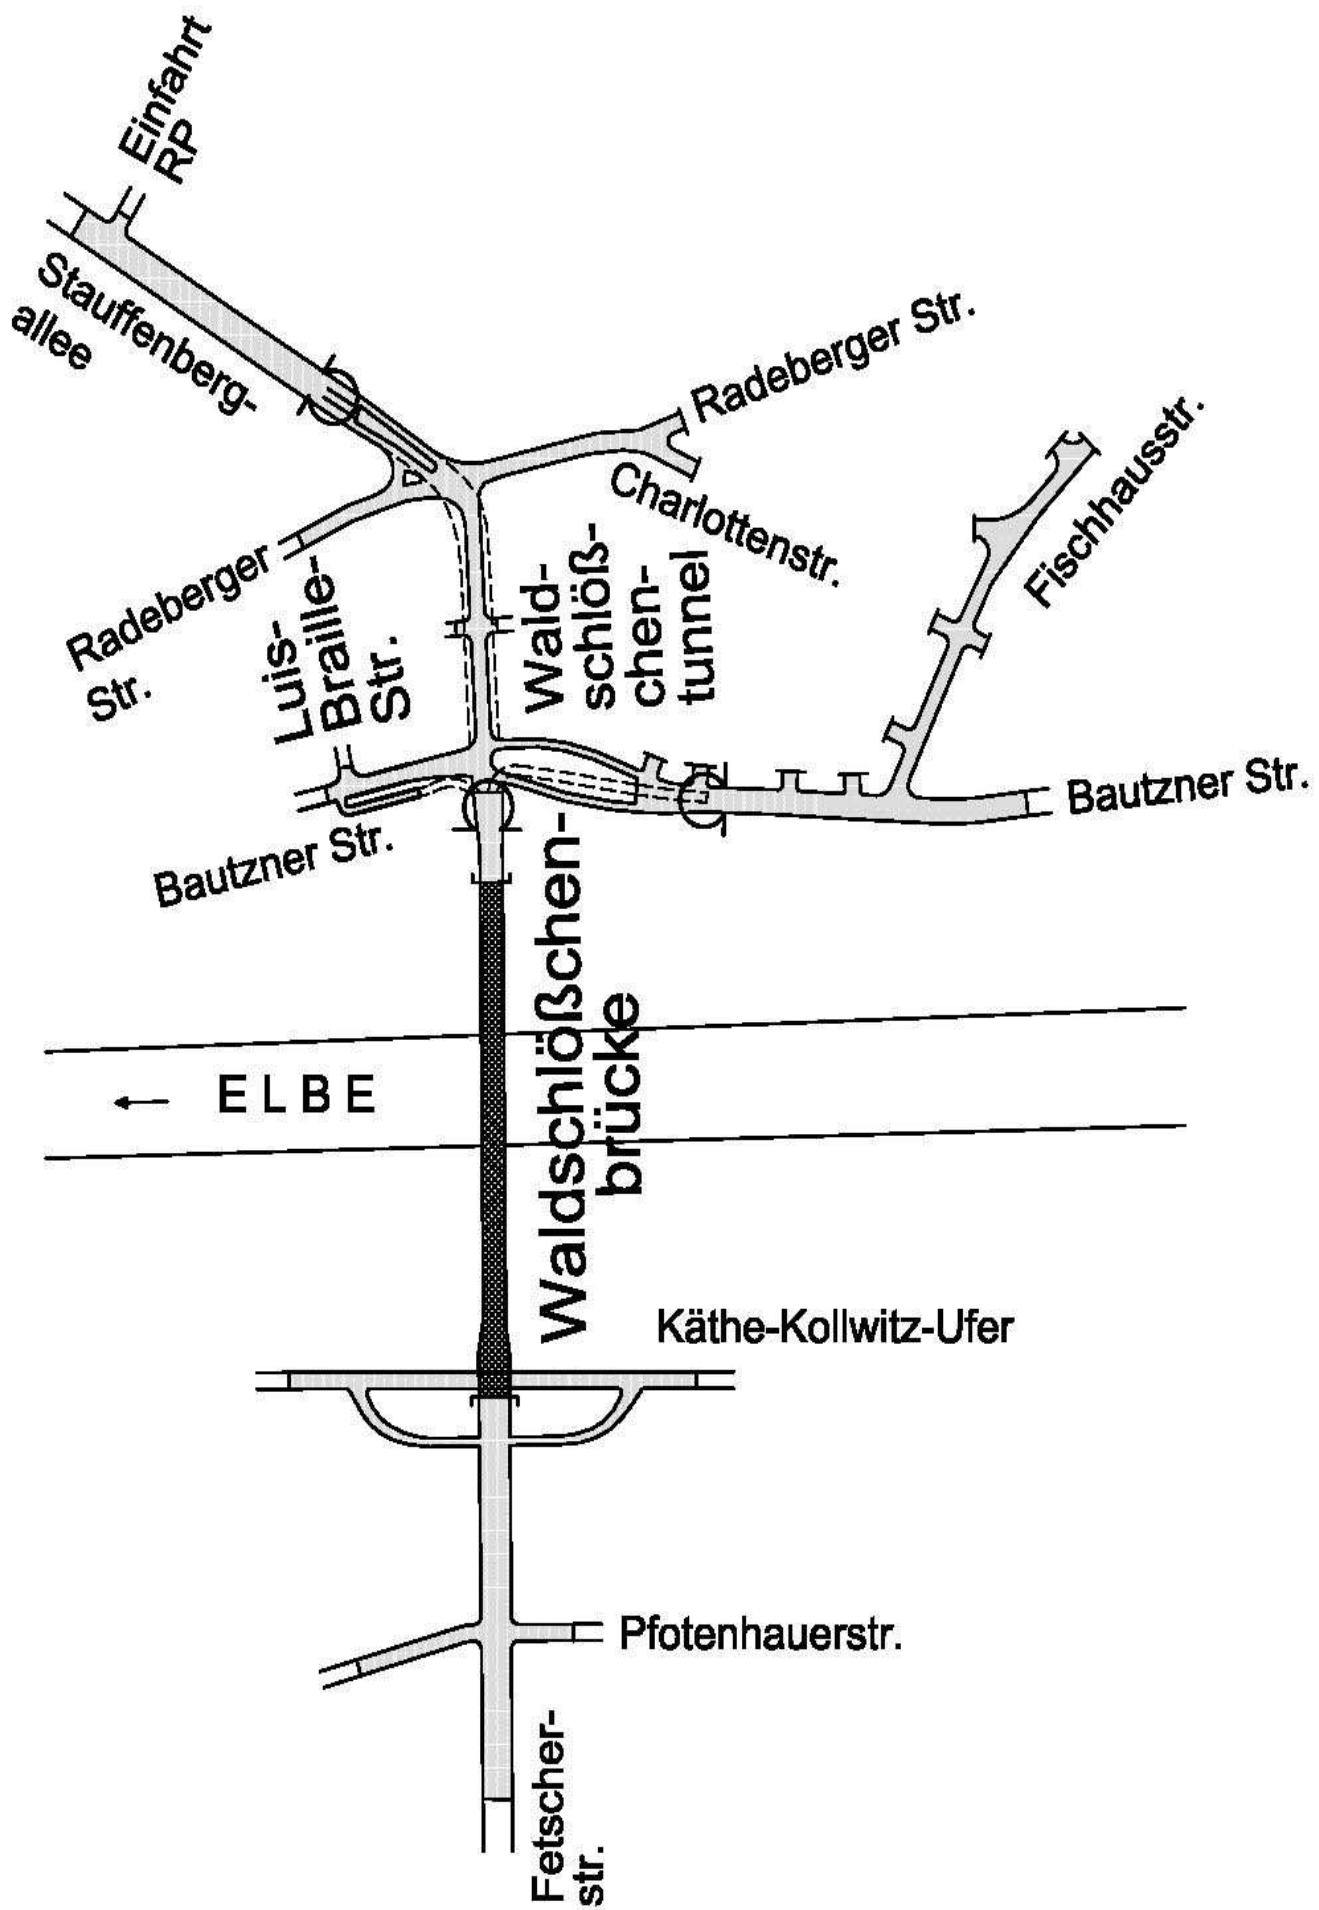 Einfahrt
RP
Stauffenberg-
allee
Radeberger Str.
Charlottenstr.
Fischhausstr.
Radeberger
Str.
Luis-
Braille-
Str.
Wald-
schlöß-
chen-
tunnel
Bautzner Str.
Bautzner Str.
Waldschlößchen-
brücke
ELBE
Käthe-Kollwitz-Ufer
Pfotenhauerstr.
Fetscher-
str.